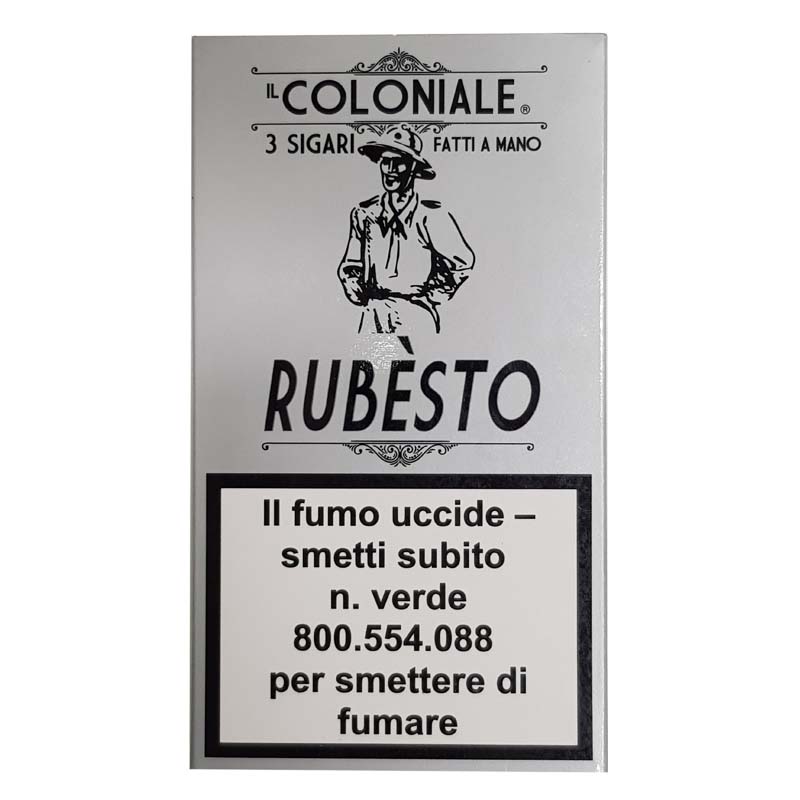 IL COLONIALE®
3 SIGARI FATTI A MANO
RUBÈSTO
Il fumo uccide –
smetti subito
n. verde
800.554.088
per smettere di
fumare